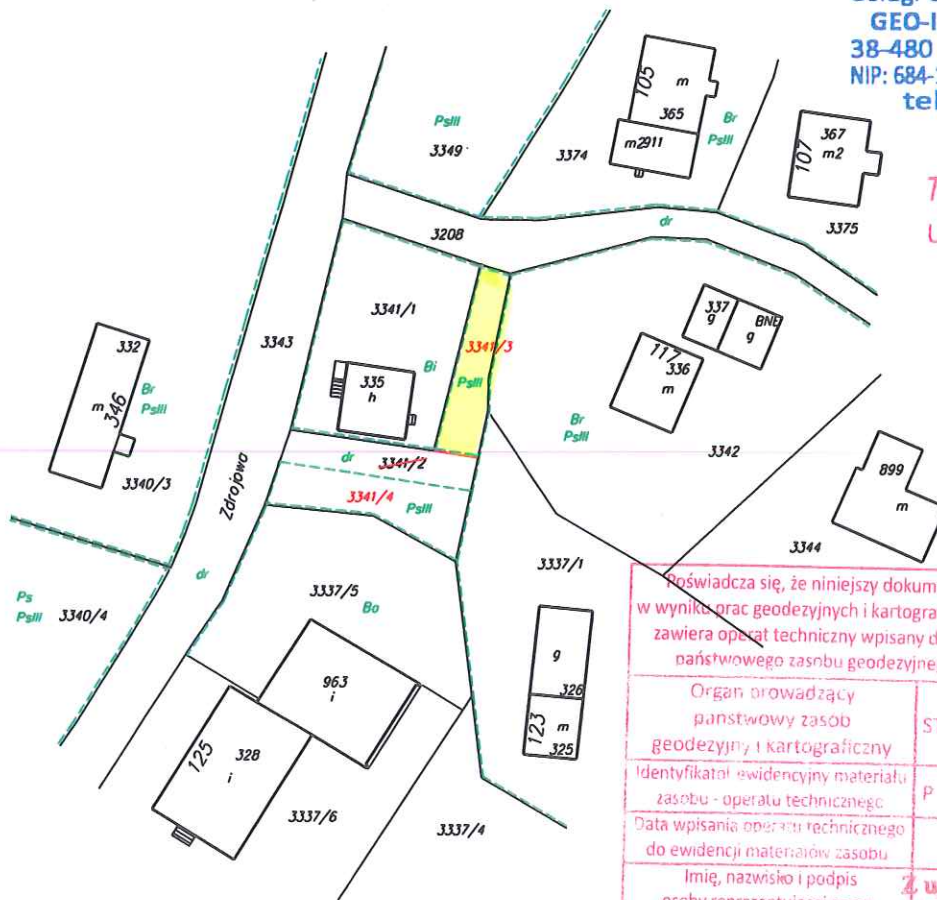 GEO-I
38-480
NIP: 684-
tel
PsIII
3349
3374
105
m
365
m2911
Br
PsIII
367
m2
107
3375
dr
3208
3341/1
3343
3341/3
PsIII
Bi
335
h
337
g
BNE
g
117
336
m
Br
PsIII
3342
332
m
346
Br
PsIII
3340/3
Zdrojowa
dr
3341/2
3341/4
PsIII
899
m
3344
Ps
PsIII
3340/4
dr
3337/5
Bo
3337/1
963
i
g
326
123
m
325
125
328
i
3337/6
3337/4
Poświadcza się, że niniejszy dokum
w wyniku prac geodezyjnych i kartogra
zawiera operat techniczny wpisany d
państwowego zasobu geodezyjne
Organ prowadzący
państwowy zasób
geodezyjny i kartograficzny
Identyfikator ewidencyjny materiału
zasobu - operatu technicznego
P
Data wpisania operatu technicznego
do ewidencji materiałów zasobu
Imię, nazwisko i podpis
Z u